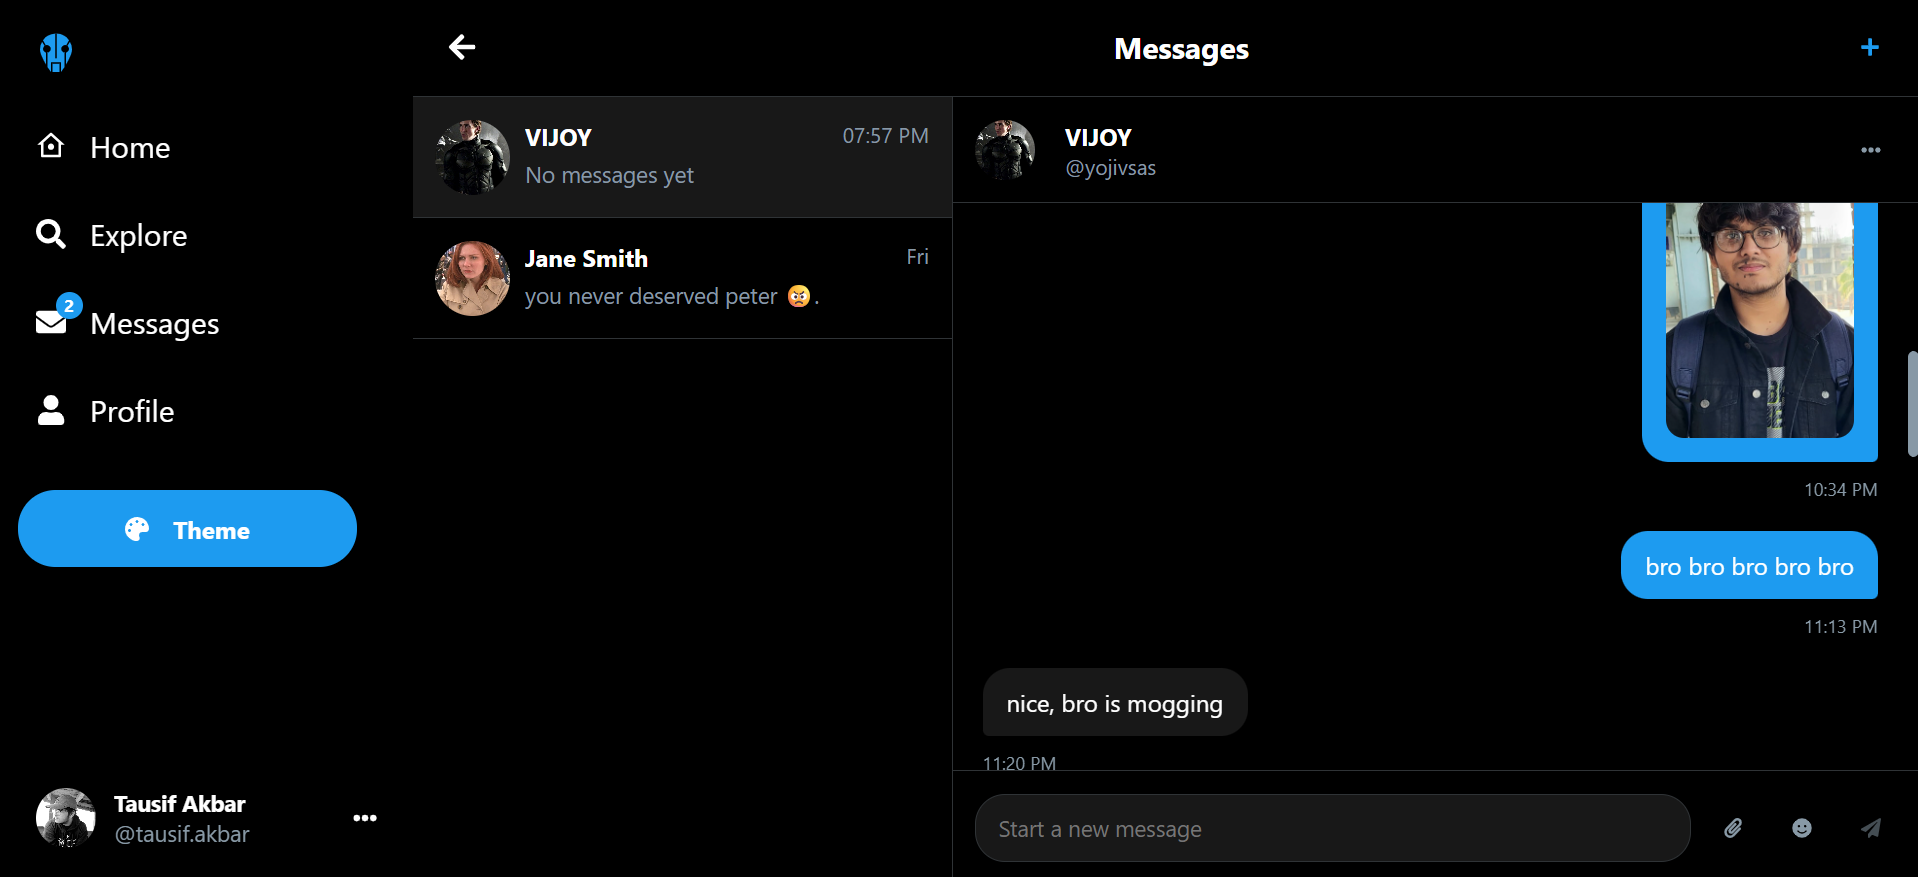 Home
Explore
2
Messages
Profile
Theme
Tausif Akbar
@tausif.akbar
Messages
VIJOY
07:57 PM
No messages yet
Jane Smith
Fri
you never deserved peter 😡.
VIJOY
@yojivsas
10:34 PM
bro bro bro bro bro
11:13 PM
nice, bro is mogging
11:20 PM
Start a new message